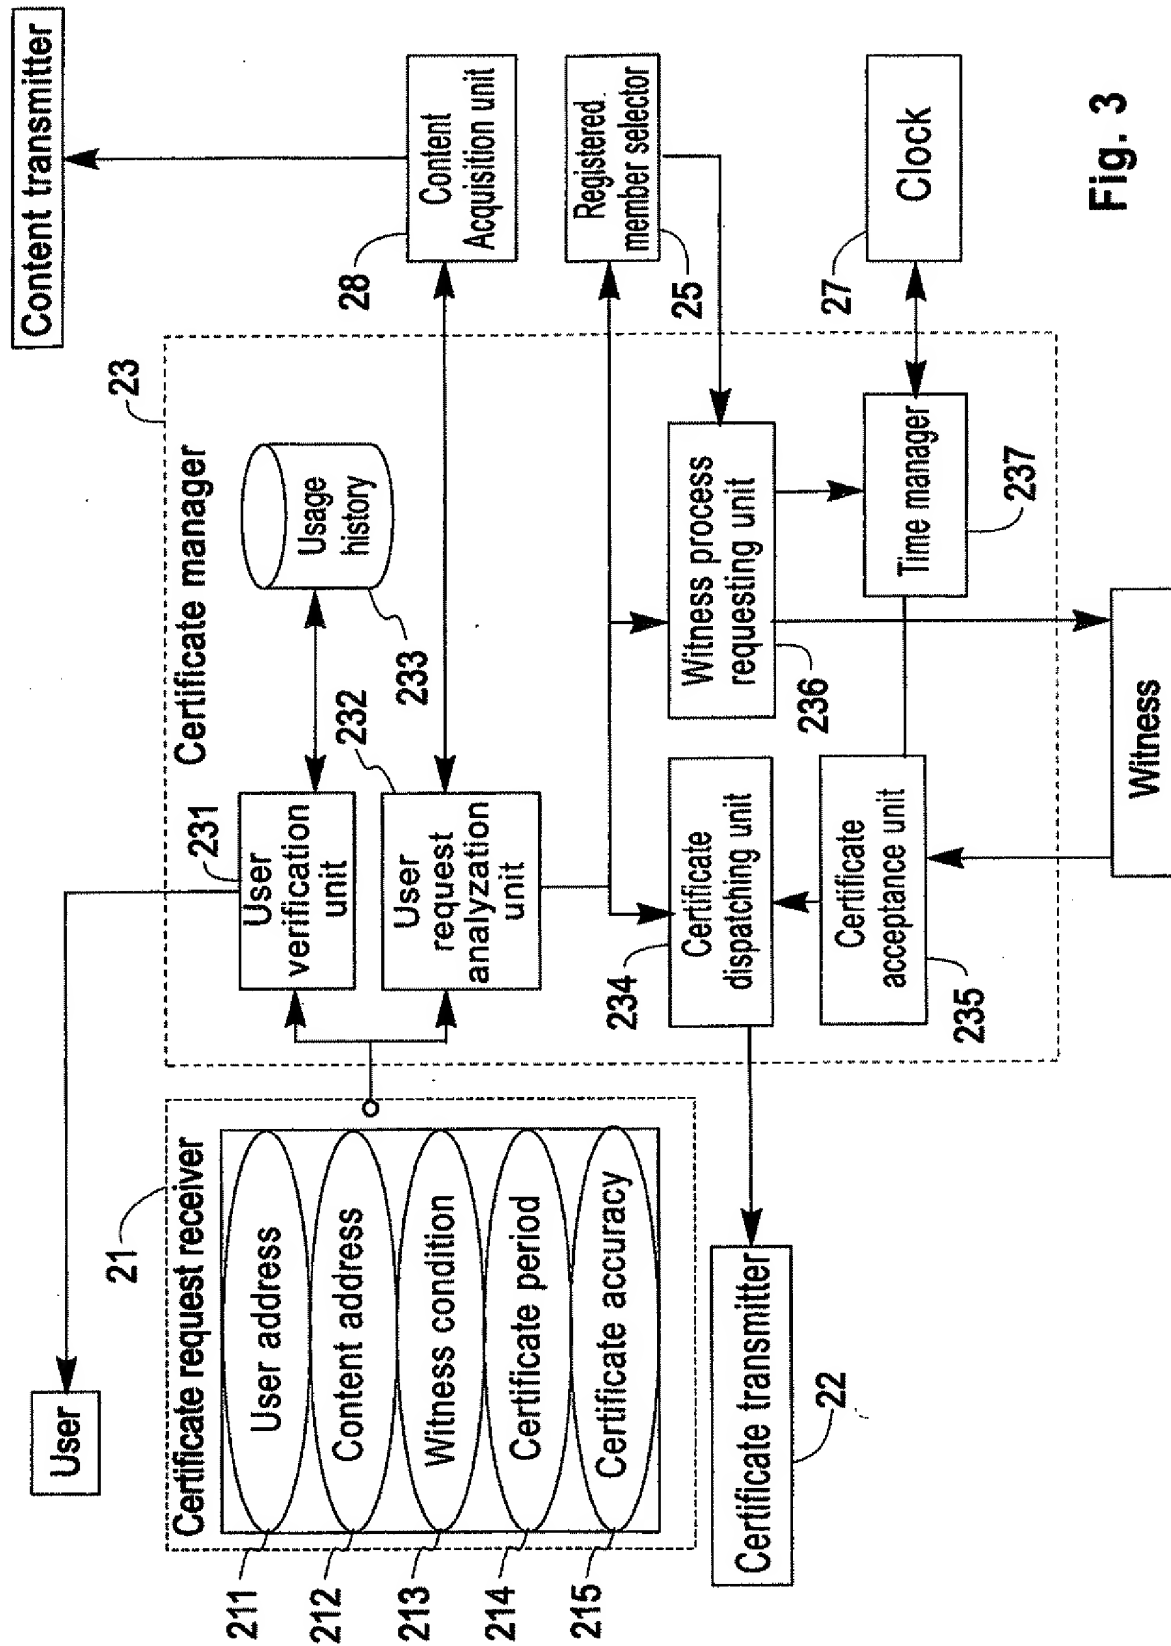 User
Content transmitter
21
Certificate request receiver
211
User address
212
Content address
213
Witness condition
214
Certificate period
215
Certificate accuracy
Certificate transmitter
22
23
Certificate manager
231
User
verification
unit
Usage
history
233
232
User
request
analyzation
unit
28
Content
Acquisition unit
Registered
member selector
25
234
Certificate
dispatching unit
Witness process
requesting unit
236
Certificate
acceptance unit
235
Time manager
237
27
Clock
Witness
Fig. 3